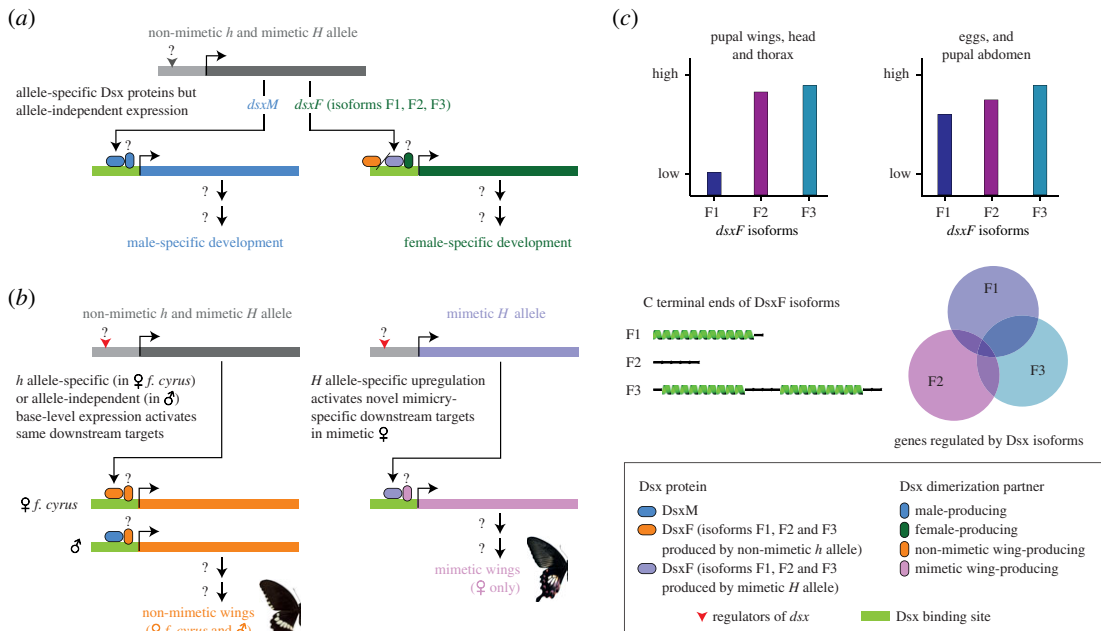 (a)
non-mimetic h and mimetic H allele
?
allele-specific Dsx proteins but
allele-independent expression
dsxM
dsxF (isoforms F1, F2, F3)
?
?
?
?
?
?
male-specific development
female-specific development
(b)
non-mimetic h and mimetic H allele
mimetic H allele
?
?
h allele-specific (in ♀ f. cyrus)
or allele-independent (in ♂)
base-level expression activates
same downstream targets
H allele-specific upregulation
activates novel mimicry-
specific downstream targets
in mimetic ♀
?
?
♀ f. cyrus
?
♂
?
?
?
?
mimetic wings
(♀ only)
non-mimetic wings
(♀ f. cyrus and ♂)
(c)
pupal wings, head
and thorax
high
low
F1
F2
F3
dsxF isoforms
eggs, and
pupal abdomen
high
low
F1
F2
F3
dsxF isoforms
C terminal ends of DsxF isoforms
F1
F2
F3
F1
F2
F3
genes regulated by Dsx isoforms
Dsx protein
DsxM
DsxF (isoforms F1, F2 and F3
produced by non-mimetic h allele)
DsxF (isoforms F1, F2 and F3
produced by mimetic H allele)
Dsx dimerization partner
male-producing
female-producing
non-mimetic wing-producing
mimetic wing-producing
regulators of dsx
Dsx binding site